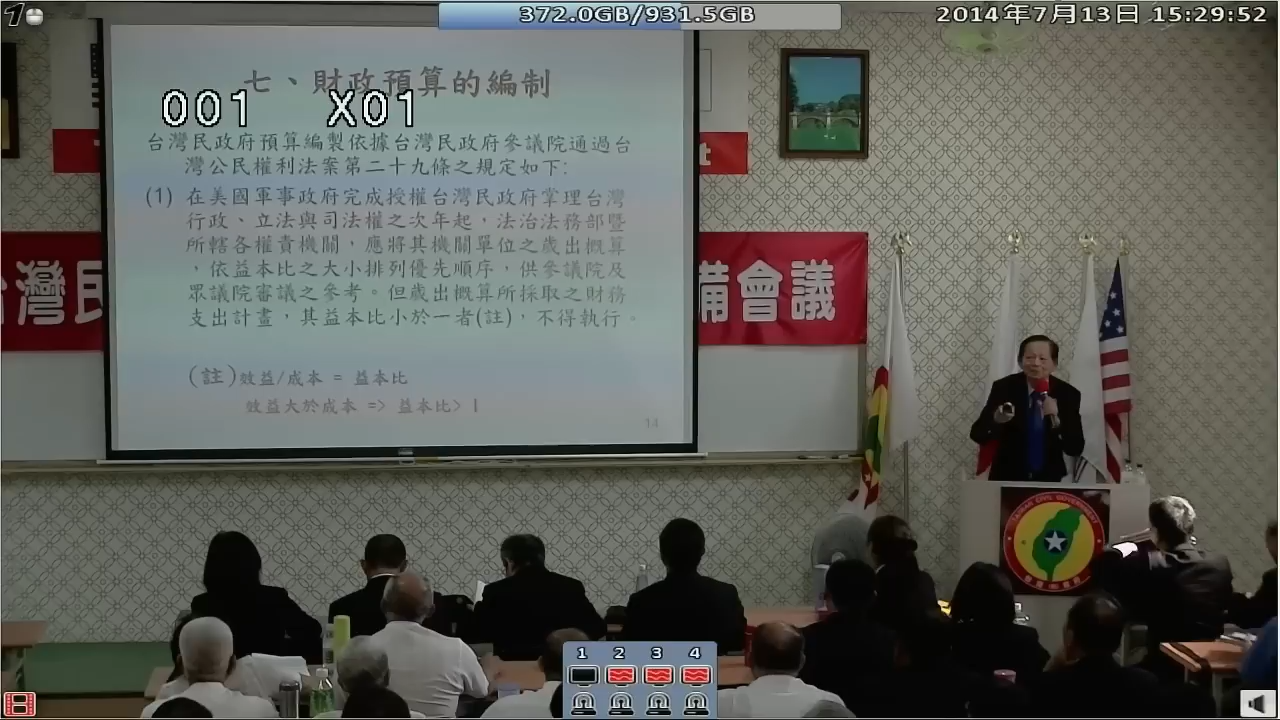 372.0GB/931.5GB
2014年7月13日 15:29:52
七、財政預算的編制
001 X01
台灣民政府預算編製依據台灣民政府參議院通過台
灣公民權利法案第二十九條之規定如下:
(1) 在美國軍事政府完成授權台灣民政府掌理台灣
行政、立法與司法權之次年起，法治法務部暨
所轄各權責機關，應將其機關單位之歲出概算
，依益本比之大小排列優先順序，供參議院及
眾議院審議之參考。但歲出概算所採取之財務
支出計畫，其益本比小於一者(註)，不得執行。
(註)效益/成本 = 益本比
效益大於成本 => 益本比> 1
14
台灣民
備會議
t
TAIWAN CIVIL GOVERNMENT
1 2 3 4